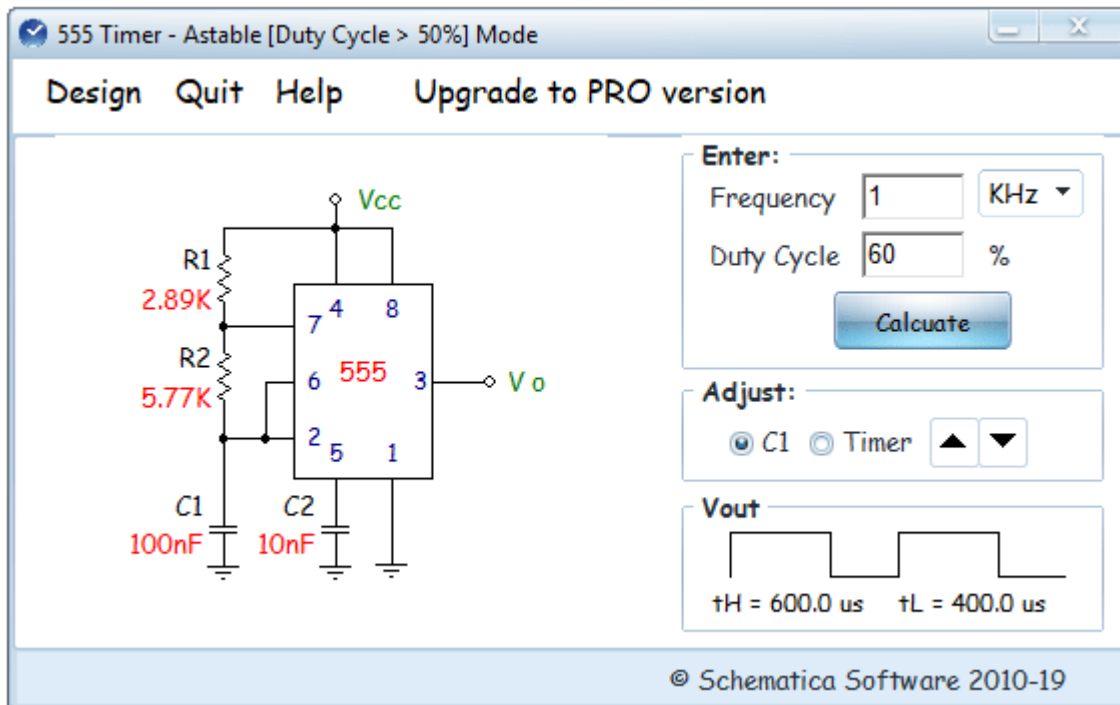 555 Timer - Astable [Duty Cycle > 50%] Mode
Design Quit Help Upgrade to PRO version
Vcc
R1
2.89K
R2
5.77K
4 8
7
6 555 3
2
5 1
V o
C1
100nF
C2
10nF
Enter:
Frequency 1 KHz
Duty Cycle 60 %
Calcuate
Adjust:
C1 Timer
Vout
tH = 600.0 us tL = 400.0 us
© Schematica Software 2010-19